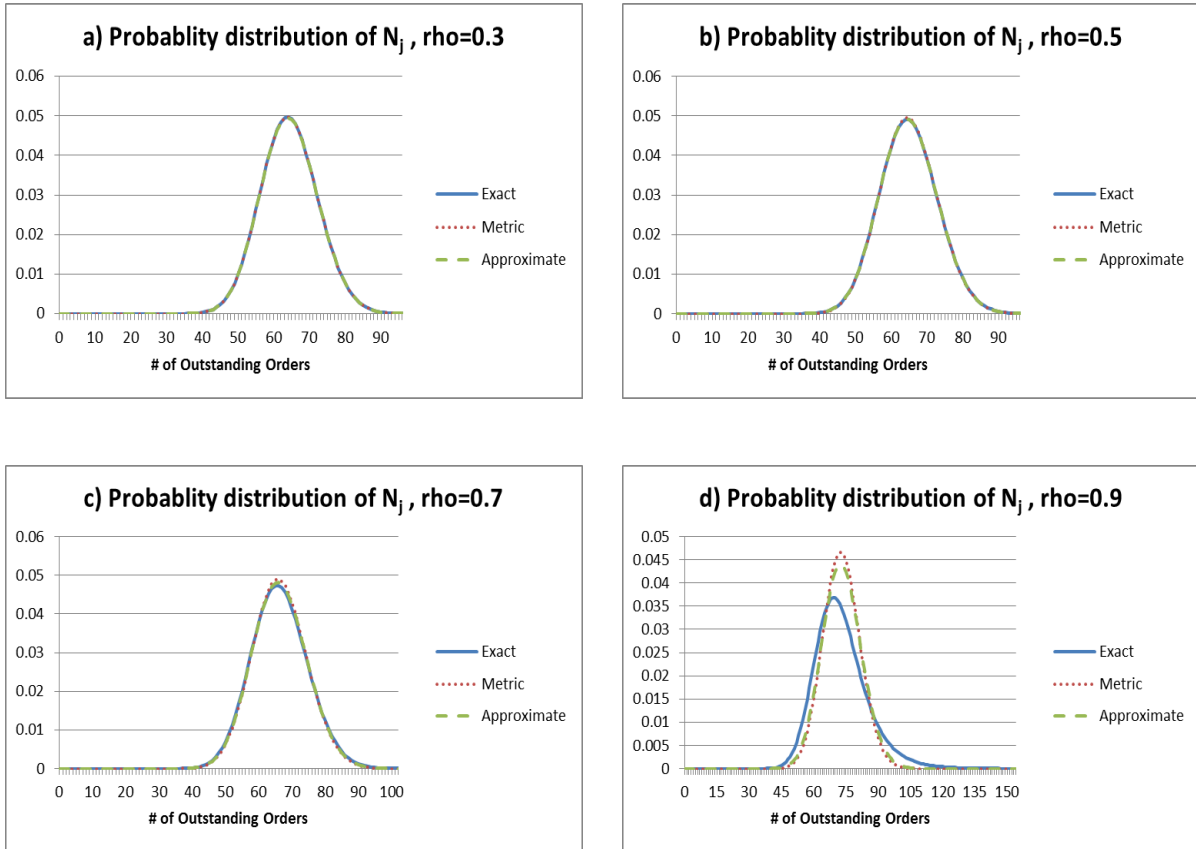 a) Probablity distribution of Nj , rho=0.3
0.06
0.05
0.04
0.03
0.02
0.01
0
0 10 20 30 40 50 60 70 80 90
# of Outstanding Orders
Exact
Metric
Approximate
b) Probablity distribution of Nj , rho=0.5
0.06
0.05
0.04
0.03
0.02
0.01
0
0 10 20 30 40 50 60 70 80 90
# of Outstanding Orders
Exact
Metric
Approximate
c) Probablity distribution of Nj , rho=0.7
0.06
0.05
0.04
0.03
0.02
0.01
0
0 10 20 30 40 50 60 70 80 90 100
# of Outstanding Orders
Exact
Metric
Approximate
d) Probablity distribution of Nj , rho=0.9
0.05
0.045
0.04
0.035
0.03
0.025
0.02
0.015
0.01
0.005
0
0 15 30 45 60 75 90 105 120 135 150
# of Outstanding Orders
Exact
Metric
Approximate